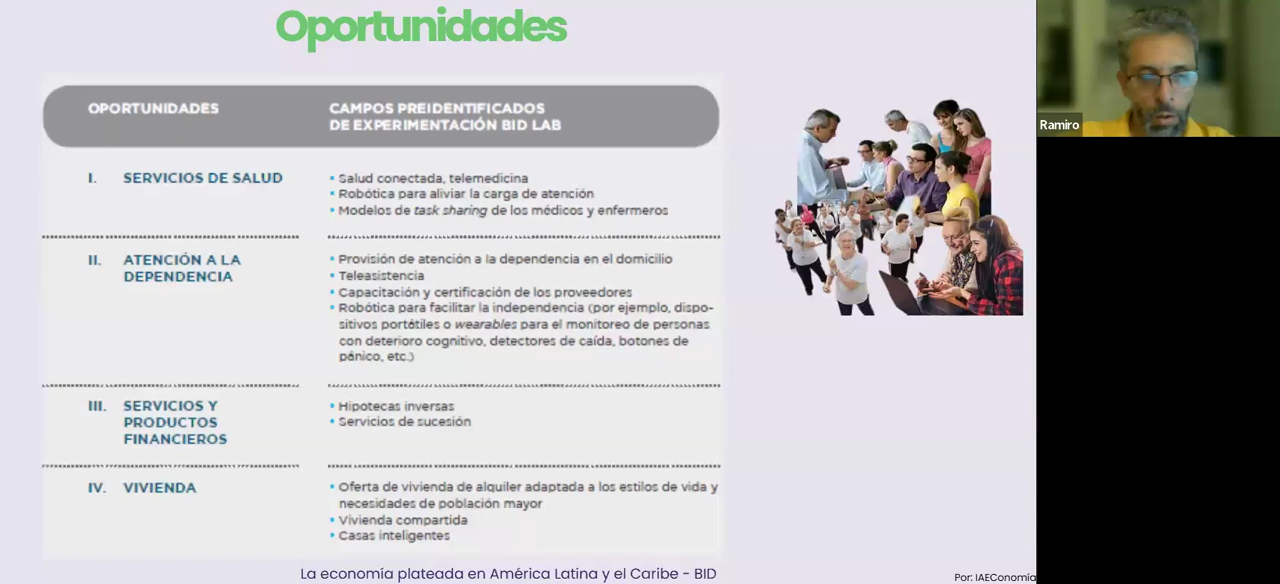 Oportunidades
OPORTUNIDADES
CAMPOS PREIDENTIFICADOS
DE EXPERIMENTACIÓN BID LAB
I. SERVICIOS DE SALUD
• Salud conectada, telemedicina
• Robótica para aliviar la carga de atención
• Modelos de task sharing de los médicos y enfermeros
II. ATENCIÓN A LA
DEPENDENCIA
• Provisión de atención a la dependencia en el domicilio
• Teleasistencia
• Capacitación y certificación de los proveedores
• Robótica para facilitar la independencia (por ejemplo, dispo-
sitivos portátiles o wearables para el monitoreo de personas
con deterioro cognitivo, detectores de caída, botones de
pánico, etc.)
III. SERVICIOS Y
PRODUCTOS
FINANCIEROS
• Hipotecas inversas
• Servicios de sucesión
IV. VIVIENDA
• Oferta de vivienda de alquiler adaptada a los estilos de vida y
necesidades de población mayor
• Vivienda compartida
• Casas inteligentes
La economía plateada en América Latina y el Caribe - BID
Por: IAEConomía
Ramiro